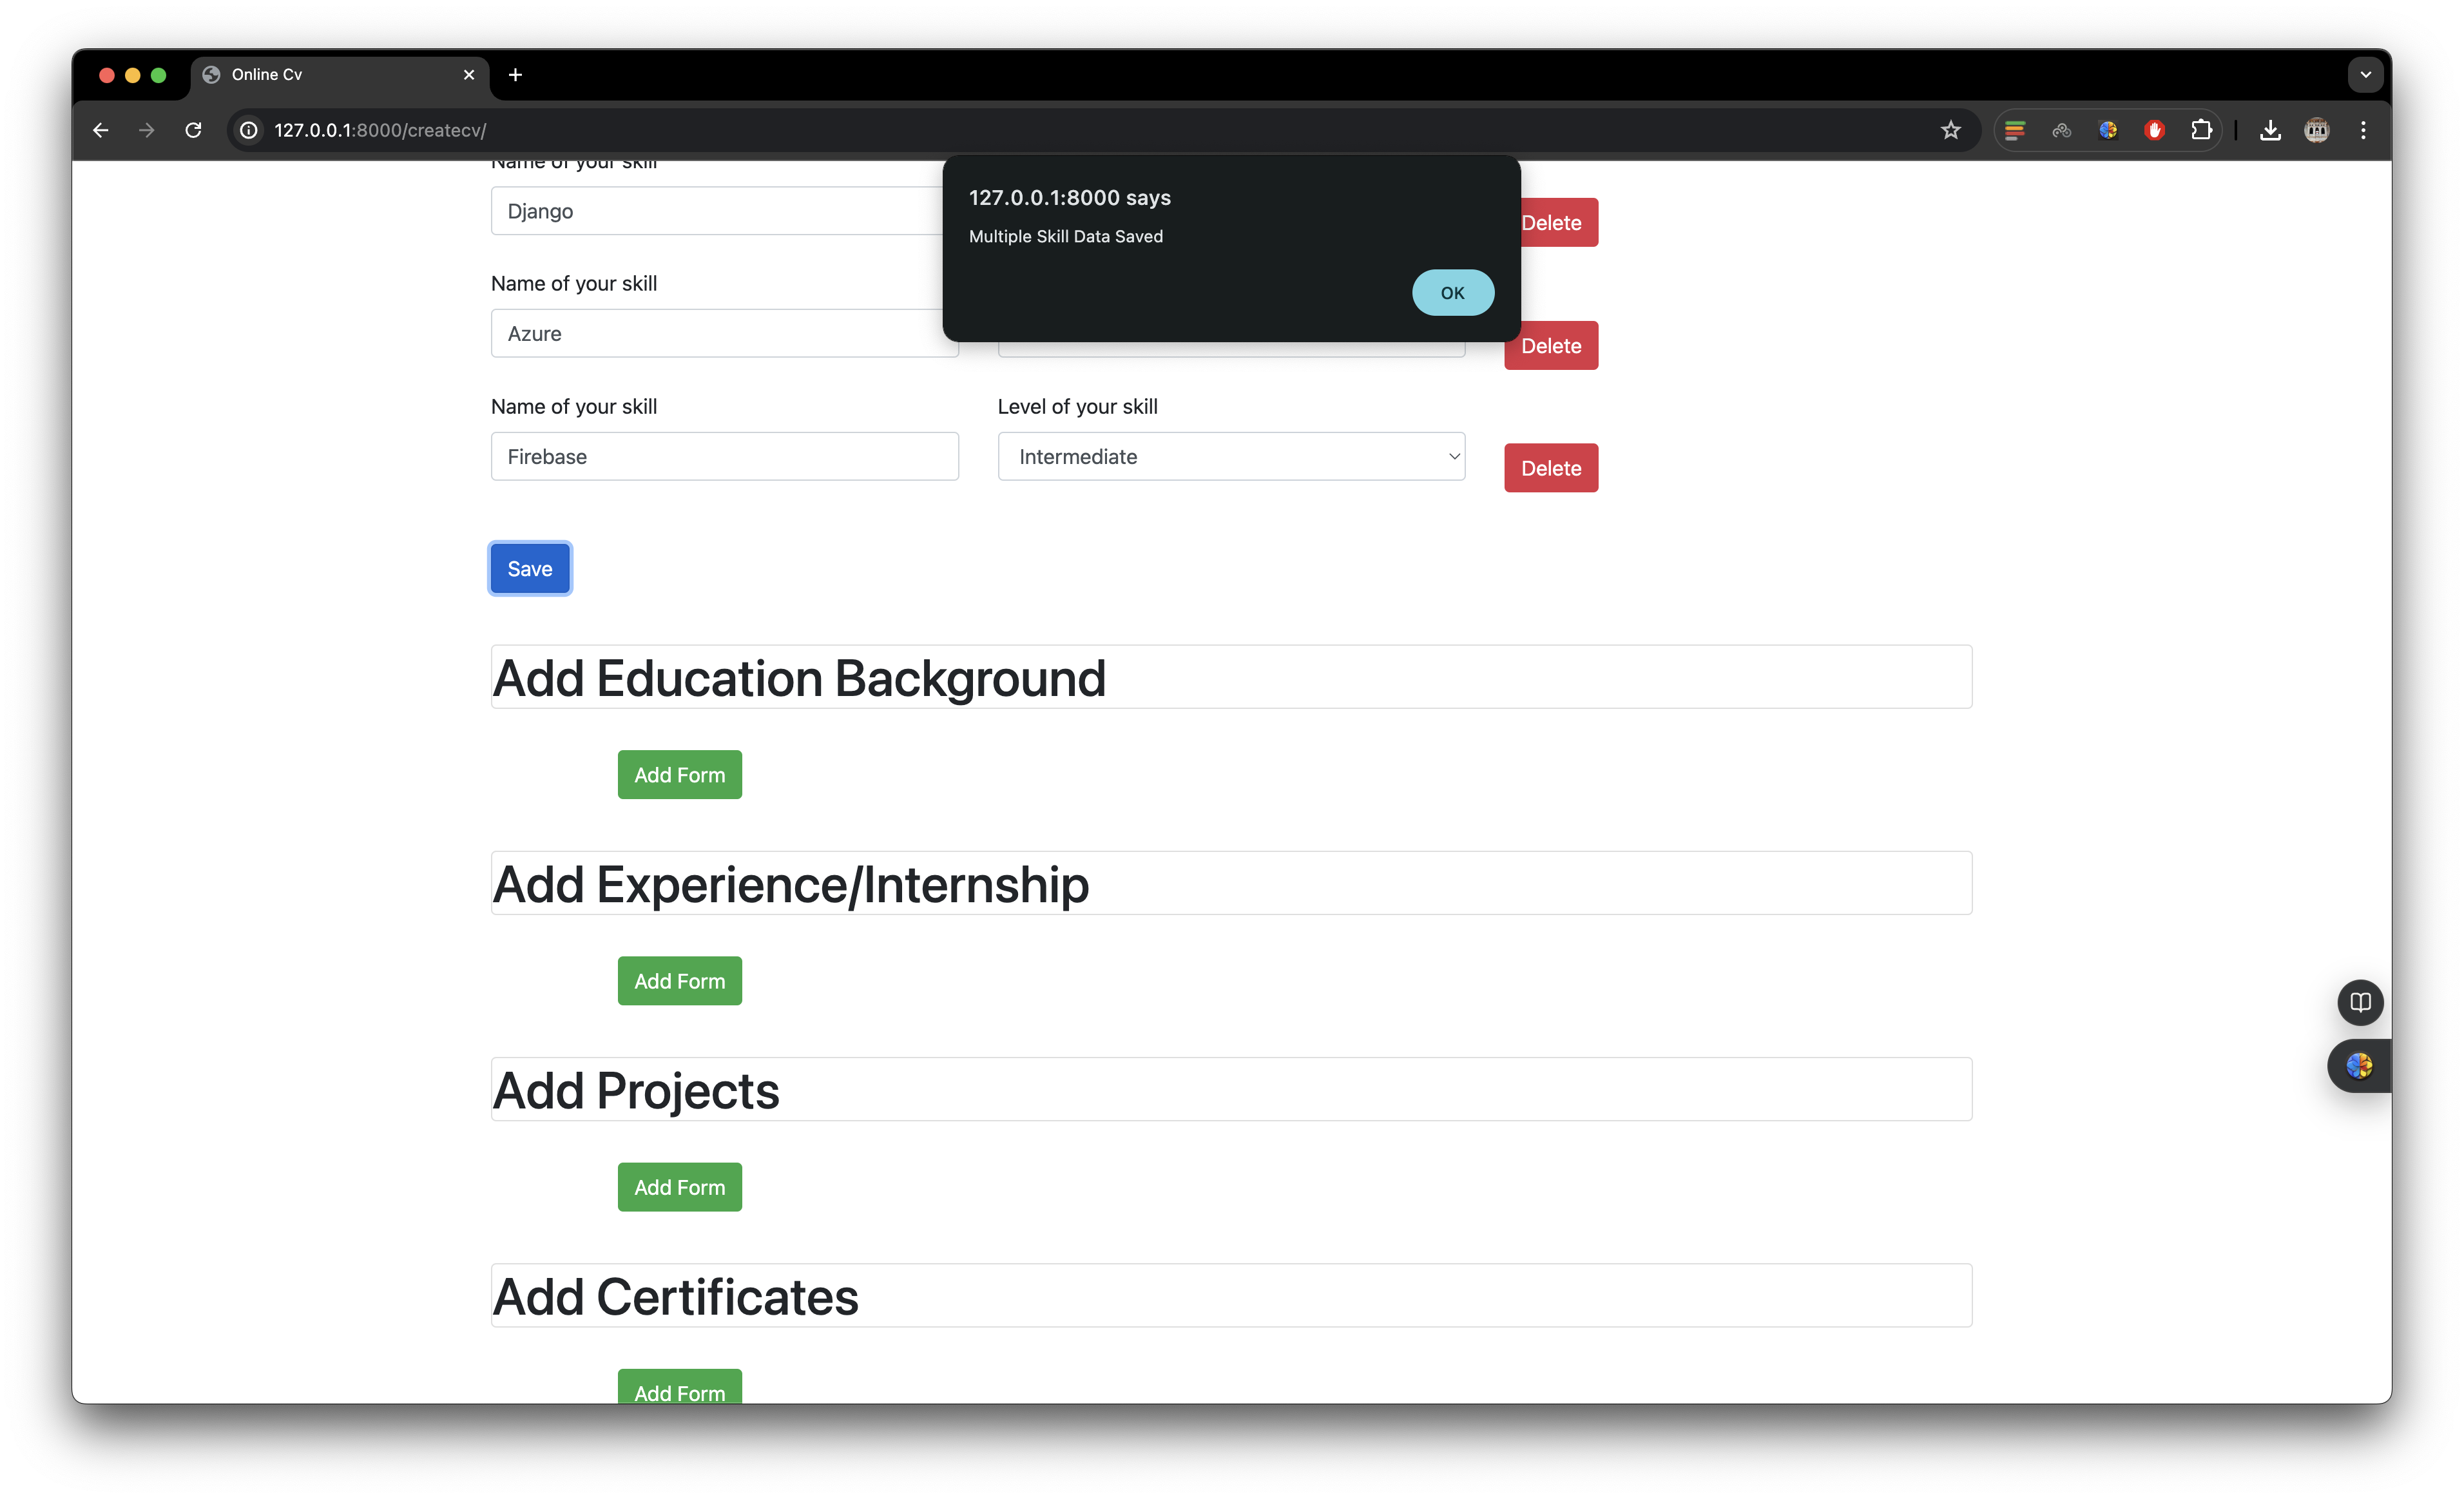 Online Cv
127.0.0.1:8000/createcv/
Name of your skill
127.0.0.1:8000 says
Multiple Skill Data Saved
OK
Django
Delete
Name of your skill
Azure
Delete
Name of your skill Level of your skill
Firebase Intermediate Delete
Save
Add Education Background
Add Form
Add Experience/Internship
Add Form
Add Projects
Add Form
Add Certificates
Add Form